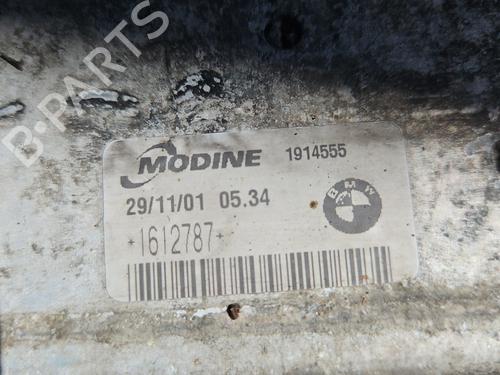 B-PARTS
MODINE 1914555
29/11/01 05.34
BMW
*1612787*